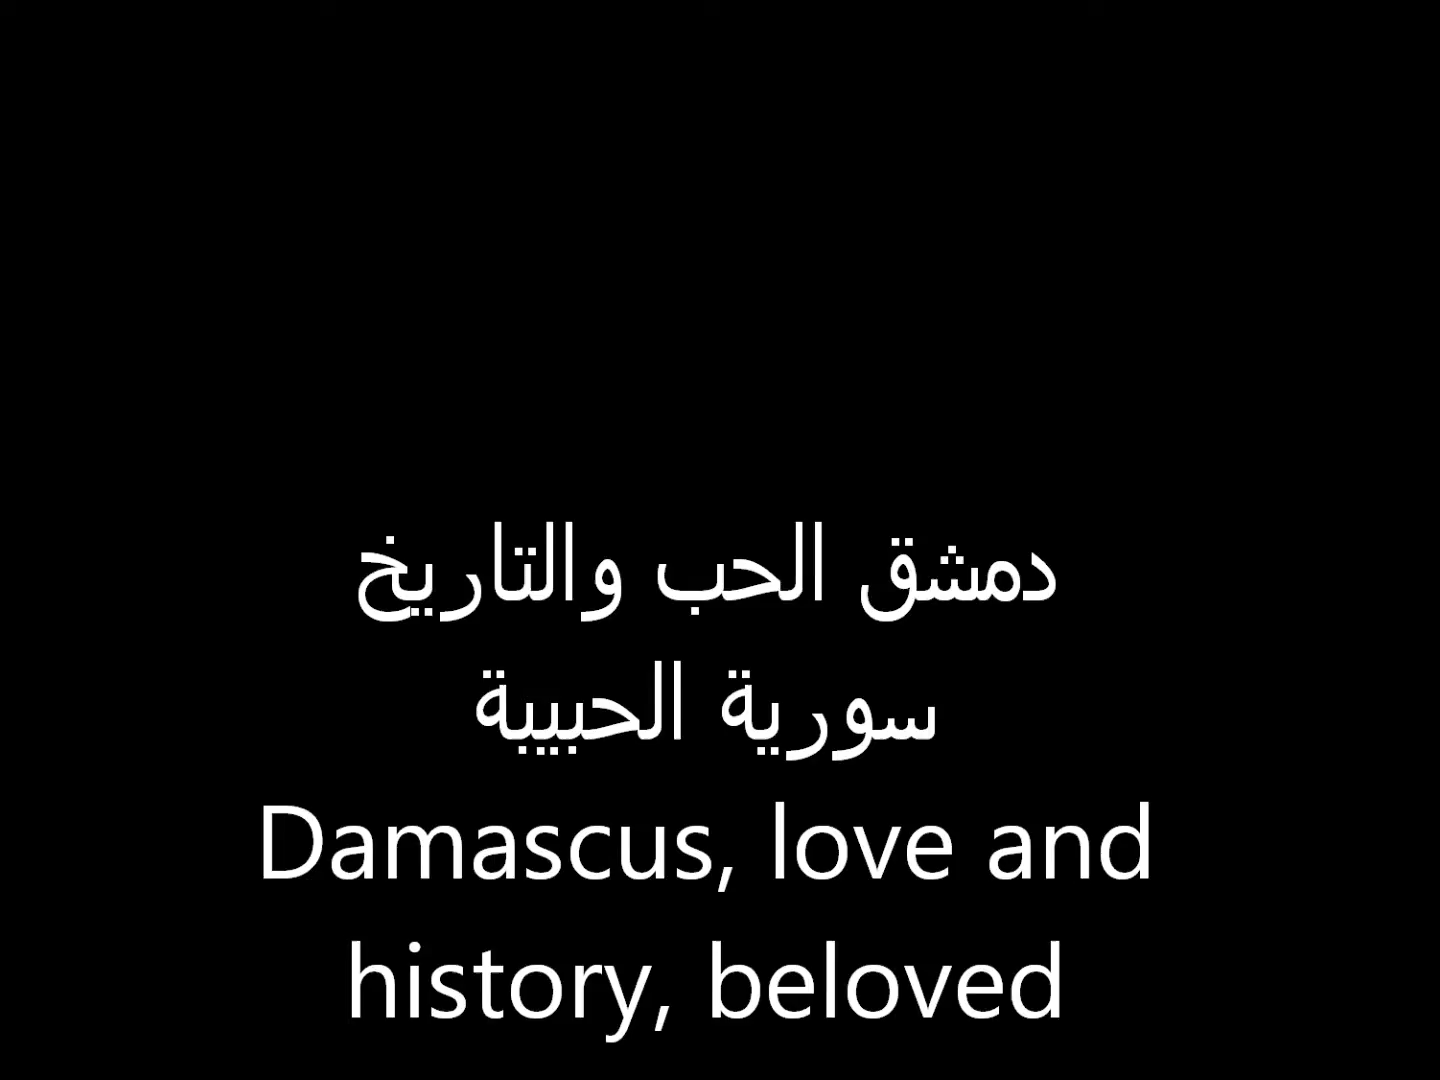 دمشق الحب والتاريخ
سورية الحبيبة
Damascus, love and
history, beloved